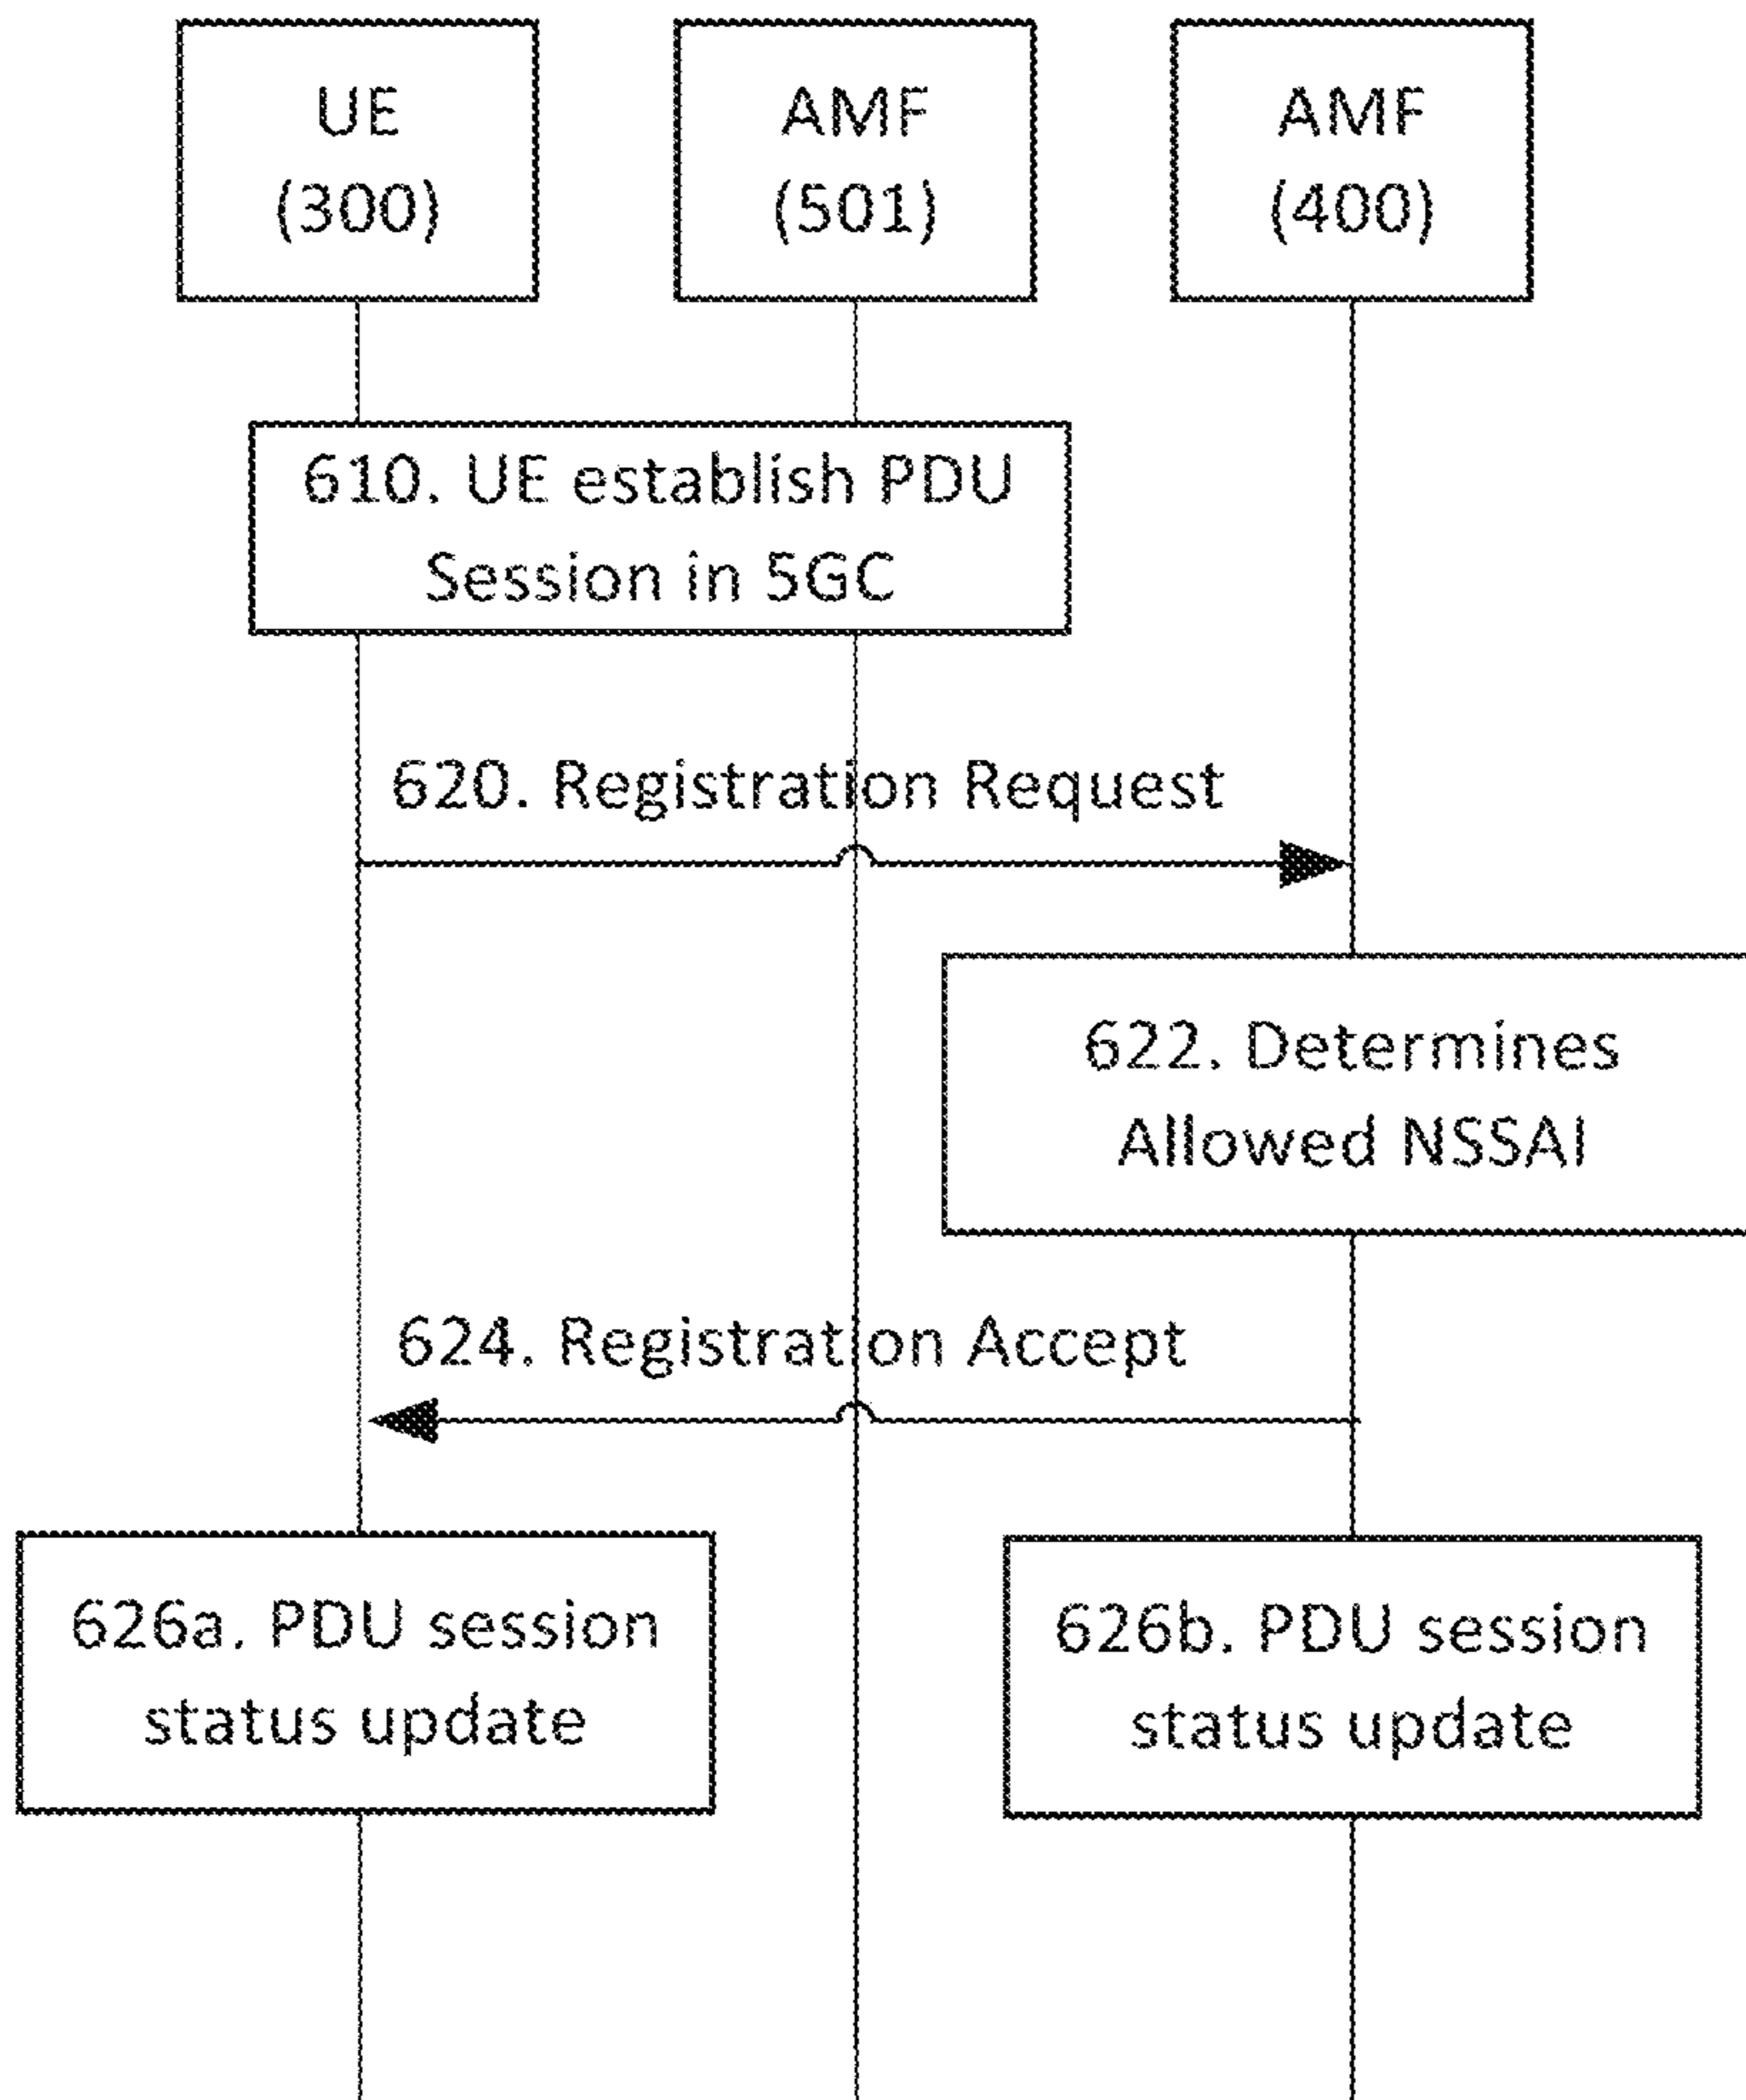 UE
(300)
AMF
(501)
AMF
(400)
610. UE establish PDU
Session in 5GC
620. Registration Request
622. Determines
Allowed NSSAI
624. Registration Accept
626a. PDU session
status update
626b. PDU session
status update